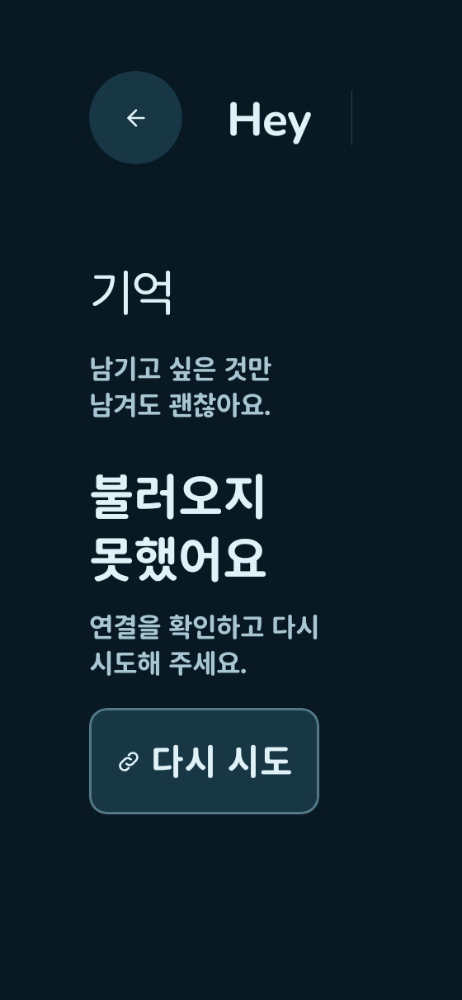 Hey
기억
남기고 싶은 것만
남겨도 괜찮아요.
불러오지
못했어요
연결을 확인하고 다시
시도해 주세요.
다시 시도